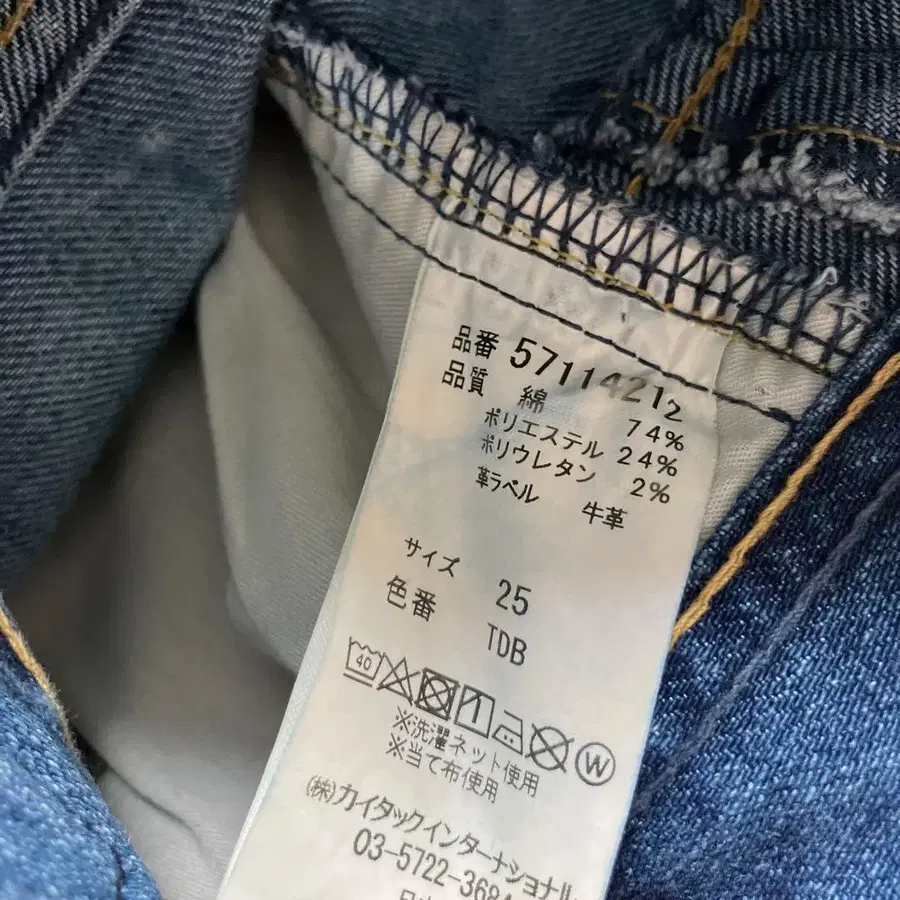 品番 57114212
品質 綿 74%
ポリエステル 24%
ポリウレタン 2%
革ラベル 牛革
サイズ 25
色番 TDB
40
W
※洗濯ネット使用
※当て布使用
(株)カイタックインターナショナル
03-5722-3684